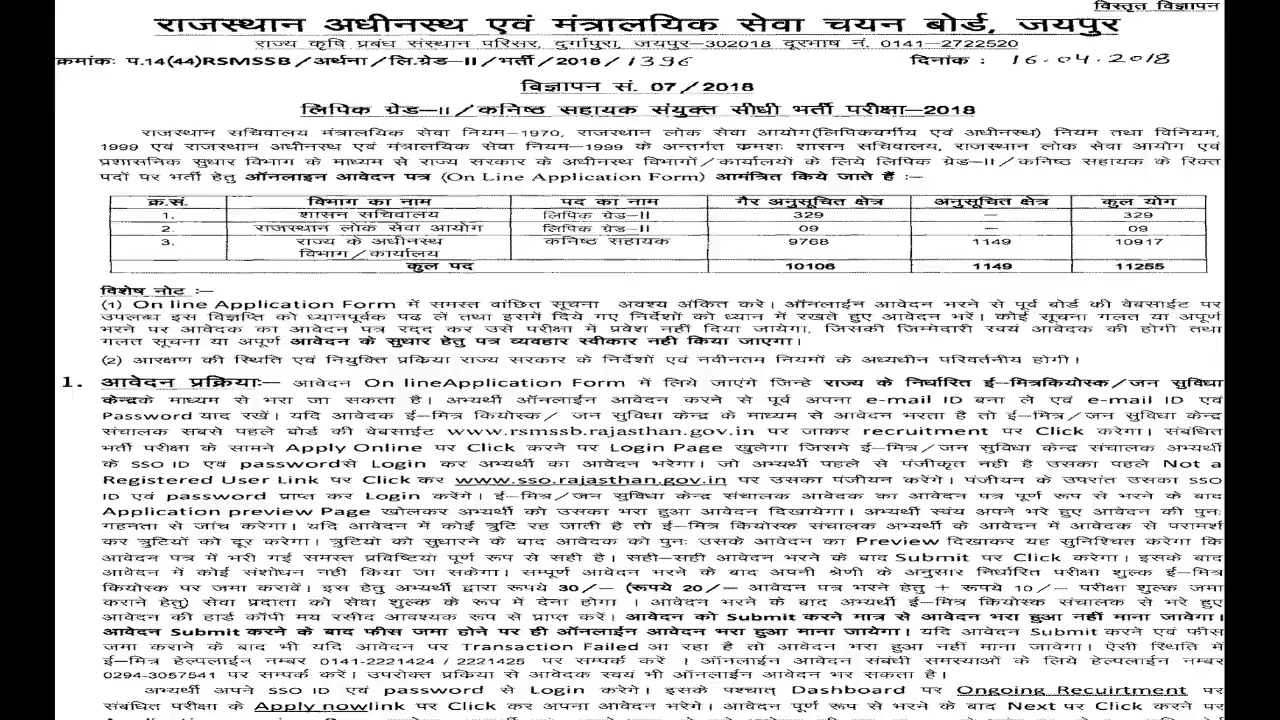 विस्तृत विज्ञापन
राजस्थान अधीनस्थ एवं मंत्रालयिक सेवा चयन बोर्ड, जयपुर
राज्य कृषि प्रबंध संस्थान परिसर, दुर्गापुरा, जयपुर–302018 दूरभाष नं. 0141–2722520
क्रमांकः प.14(44)RSMSSB/अर्थना/लि.ग्रेड–II/भर्ती/2018/1396 दिनांक : 16.04.2018
विज्ञापन सं. 07/2018
लिपिक ग्रेड–II/कनिष्ठ सहायक संयुक्त सीधी भर्ती परीक्षा–2018
राजस्थान सचिवालय मंत्रालयिक सेवा नियम–1970, राजस्थान लोक सेवा आयोग(लिपिकवर्गीय एवं अधीनस्थ) नियम तथा विनियम,
1999 एवं राजस्थान अधीनस्थ एवं मंत्रालयिक सेवा नियम–1999 के अन्तर्गत क्रमशः शासन सचिवालय, राजस्थान लोक सेवा आयोग एवं
प्रशासनिक सुधार विभाग के माध्यम से राज्य सरकार के अधीनस्थ विभागों/कार्यालयों के लिये लिपिक ग्रेड–II/कनिष्ठ सहायक के रिक्त
पदों पर भर्ती हेतु ऑनलाइन आवेदन पत्र (On Line Application Form) आमंत्रित किये जाते हैं :–
क्र.सं. विभाग का नाम पद का नाम गैर अनुसूचित क्षेत्र अनुसूचित क्षेत्र कुल योग
1. शासन सचिवालय लिपिक ग्रेड–II 329 – 329
2. राजस्थान लोक सेवा आयोग लिपिक ग्रेड–II 09 – 09
3. राज्य के अधीनस्थ कनिष्ठ सहायक 9768 1149 10917
विभाग/कार्यालय
कुल पद 10106 1149 11255
विशेष नोट :–
(1) On line Application Form में समस्त वांछित सूचना अवश्य अंकित करे। ऑनलाईन आवेदन भरने से पूर्व बोर्ड की वेबसाईट पर
उपलब्ध इस विज्ञप्ति को ध्यानपूर्वक पढ लें तथा इसमें दिये गए निर्देशों को ध्यान में रखते हुए आवेदन भरें। कोई सूचना गलत या अपूर्ण
भरने पर आवेदक का आवेदन पत्र रद्द कर उसे परीक्षा में प्रवेश नहीं दिया जायेगा, जिसकी जिम्मेदारी स्वयं आवेदक की होगी तथा
गलत सूचना या अपूर्ण आवेदन के सुधार हेतु पत्र व्यवहार स्वीकार नही किया जाएगा।
(2) आरक्षण की स्थिति एवं नियुक्ति प्रक्रिया राज्य सरकार के निर्देशों एवं नवीनतम नियमों के अध्यधीन परिवर्तनीय होगी।
1. आवेदन प्रक्रियाः– आवेदन On lineApplication Form में लिये जाएंगे जिन्हे राज्य के निर्धारित ई–मित्रकियोस्क/जन सुविधा
केन्द्रके माध्यम से भरा जा सकता है। अभ्यर्थी ऑनलाईन आवेदन करने से पूर्व अपना e-mail ID बना ले एवं e-mail ID एवं
Password याद रखें। यदि आवेदक ई–मित्र कियोस्क/ जन सुविधा केन्द्र के माध्यम से आवेदन भरता है तो ई–मित्र/जन सुविधा केन्द्र
संचालक सबसे पहले बोर्ड की वेबसाईट www.rsmssb.rajasthan.gov.in पर जाकर recruitment पर Click करेगा। संबंधित
भर्ती परीक्षा के सामने Apply Online पर Click करने पर Login Page खुलेगा जिसमे ई–मित्र/जन सुविधा केन्द्र संचालक अभ्यर्थी
के SSO ID एवं passwordसे Login कर अभ्यर्थी का आवेदन भरेगा। जो अभ्यर्थी पहले से पंजीकृत नही है उसका पहले Not a
Registered User Link पर Click कर www.sso.rajasthan.gov.in पर उसका पंजीयन करेंगे। पंजीयन के उपरांत उसका SSO
ID एवं password प्राप्त कर Login करेंगे। ई–मित्र/जन सुविधा केन्द्र संचालक आवेदक का आवेदन पत्र पूर्ण रूप से भरने के बाद
Application preview Page खोलकर अभ्यर्थी को उसका भरा हुआ आवेदन दिखायेगा। अभ्यर्थी स्वंय अपने भरे हुए आवेदन की पुनः
गहनता से जांच करेगा। यदि आवेदन में कोई त्रुटि रह जाती है तो ई–मित्र कियोस्क संचालक अभ्यर्थी के आवेदन में आवेदक से परामर्श
कर त्रुटियों को दूर करेगा। त्रुटियों को सुधारने के बाद आवेदक को पुनः उसके आवेदन का Preview दिखाकर यह सुनिश्चित करेगा कि
आवेदन पत्र में भरी गई समस्त प्रविष्टियां पूर्ण रूप से सही है। सही–सही आवेदन भरने के बाद Submit पर Click करेगा। इसके बाद
आवेदन में कोई संशोधन नही किया जा सकेगा। सम्पूर्ण आवेदन भरने के बाद अपनी श्रेणी के अनुसार निर्धारित परीक्षा शुल्क ई–मित्र
कियोस्क पर जमा करावें। इस हेतु अभ्यर्थी द्वारा रूपये 30/– (रूपये 20/– आवेदन पत्र भरने हेतु + रूपये 10/– परीक्षा शुल्क जमा
कराने हेतु) सेवा प्रदाता को सेवा शुल्क के रूप में देना होगा । आवेदन भरने के बाद अभ्यर्थी ई–मित्र कियोस्क संचालक से भरे हुए
आवेदन की हार्ड कॉपी मय रसीद आवश्यक रूप से प्राप्त करें। आवेदन को Submit करने मात्र से आवेदन भरा हुआ नहीं माना जावेगा।
आवेदन Submit करने के बाद फीस जमा होने पर ही ऑनलाईन आवेदन भरा हुआ माना जायेगा। यदि आवेदन Submit करने एवं फीस
जमा कराने के बाद भी यदि आवेदन पर Transaction Failed आ रहा है तो आवेदन भरा हुआ नहीं माना जायेगा। ऐसी स्थिति में
ई–मित्र हेल्पलाईन नम्बर 0141-2221424 / 2221425 पर सम्पर्क करें । ऑनलाईन आवेदन संबंधी समस्याओं के लिये हेल्पलाईन नम्बर
0294-3057541 पर सम्पर्क करें। उपरोक्त प्रक्रिया से आवेदक स्वयं भी ऑनलाईन आवेदन भर सकता है।
अभ्यर्थी अपने SSO ID एवं password से Login करेगे। इसके पश्चात् Dashboard पर Ongoing Recuirtment पर
संबंधित परीक्षा के Apply nowlink पर Click कर अपना आवेदन भरेगें। आवेदन पूर्ण रूप से भरने के बाद Next पर Click करने पर